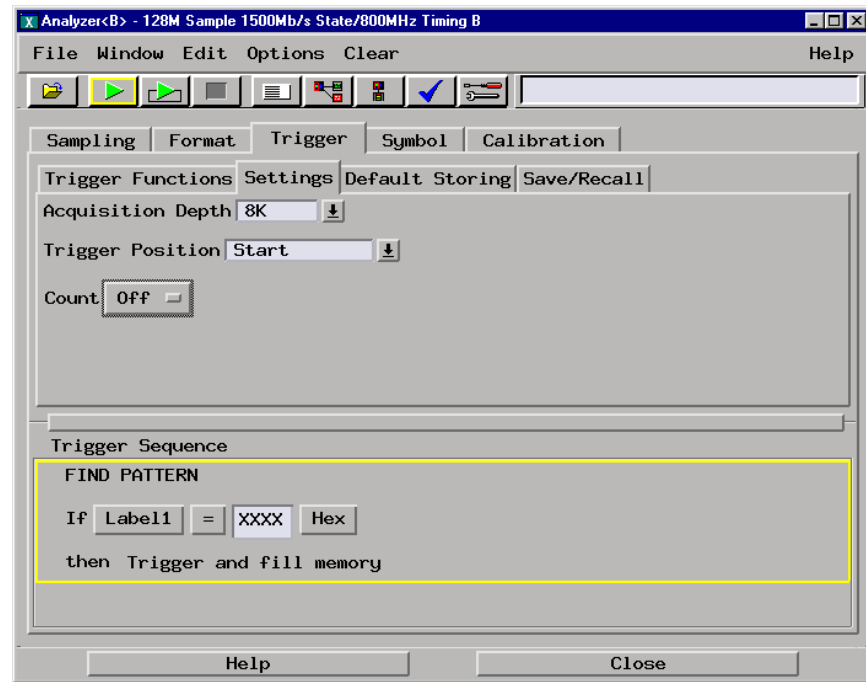 Analyzer<B> - 128M Sample 1500Mb/s State/800MHz Timing B
File Window Edit Options Clear Help
Sampling Format Trigger Symbol Calibration
Trigger Functions Settings Default Storing Save/Recall
Acquisition Depth 8K
Trigger Position Start
Count Off
Trigger Sequence
FIND PATTERN
If Label1 = XXXX Hex
then Trigger and fill memory
Help Close